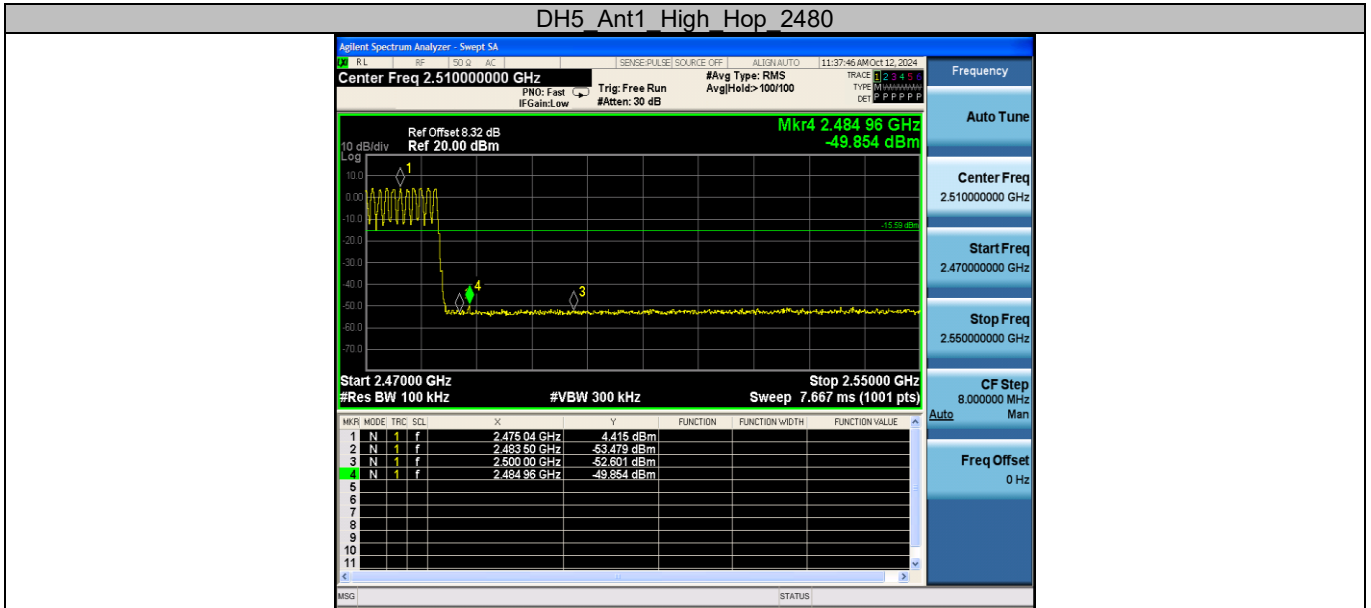 DH5_Ant1_High_Hop_2480
Agilent Spectrum Analyzer - Swept SA
RL RF 50 Ω AC SENSE:PULSE SOURCE OFF ALIGN AUTO 11:37:46 AM Oct 12, 2024
Center Freq 2.510000000 GHz
PNO: Fast
IFGain:Low
Trig: Free Run
#Atten: 30 dB
#Avg Type: RMS
Avg|Hold:>100/100
TRACE 1 2 3 4 5 6
TYPE M
DET P P P P P P
Mkr4 2.484 96 GHz
-49.854 dBm
Ref Offset 8.32 dB
10 dB/div Ref 20.00 dBm
Log
10.0
0.00
-10.0
-20.0
-30.0
-40.0
-50.0
-60.0
-70.0
1
4
3
-15.59 dBm
Start 2.47000 GHz Stop 2.55000 GHz
#Res BW 100 kHz #VBW 300 kHz Sweep 7.667 ms (1001 pts)
MKR MODE TRC SCL X Y FUNCTION FUNCTION WIDTH FUNCTION VALUE
1 N 1 f 2.475 04 GHz 4.415 dBm
2 N 1 f 2.483 50 GHz -53.479 dBm
3 N 1 f 2.500 00 GHz -52.601 dBm
4 N 1 f 2.484 96 GHz -49.854 dBm
5
6
7
8
9
10
11
MSG STATUS
Frequency
Auto Tune
Center Freq
2.510000000 GHz
Start Freq
2.470000000 GHz
Stop Freq
2.550000000 GHz
CF Step
8.000000 MHz
Auto Man
Freq Offset
0 Hz